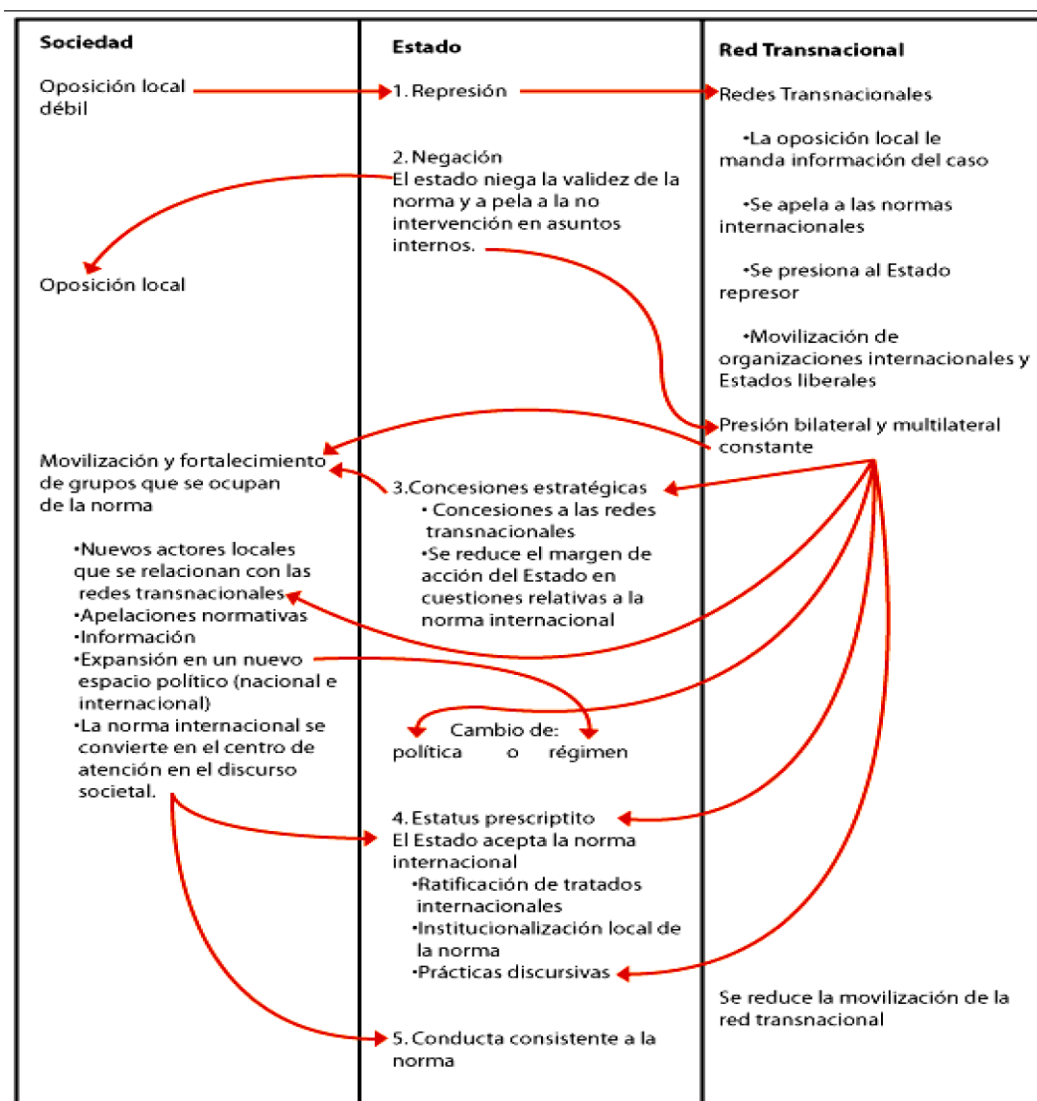 Sociedad
Oposición local
débil
Oposición local
Movilización y fortalecimiento
de grupos que se ocupan
de la norma
•Nuevos actores locales
que se relacionan con las
redes transnacionales
•Apelaciones normativas
•Información
•Expansión en un nuevo
espacio político (nacional e
internacional)
•La norma internacional se
convierte en el centro de
atención en el discurso
societal.
Estado
1. Represión
2. Negación
El estado niega la validez de la
norma y a pela a la no
intervención en asuntos
internos.
3.Concesiones estratégicas
• Concesiones a las redes
transnacionales
•Se reduce el margen de
acción del Estado en
cuestiones relativas a la
norma internacional
Cambio de:
política o régimen
4. Estatus prescriptito
El Estado acepta la norma
internacional
•Ratificación de tratados
internacionales
•Institucionalización local de
la norma
•Prácticas discursivas
5. Conducta consistente a la
norma
Red Transnacional
Redes Transnacionales
•La oposición local le
manda información del caso
•Se apela a las normas
internacionales
•Se presiona al Estado
represor
•Movilización de
organizaciones internacionales y
Estados liberales
Presión bilateral y multilateral
constante
Se reduce la movilización de la
red transnacional